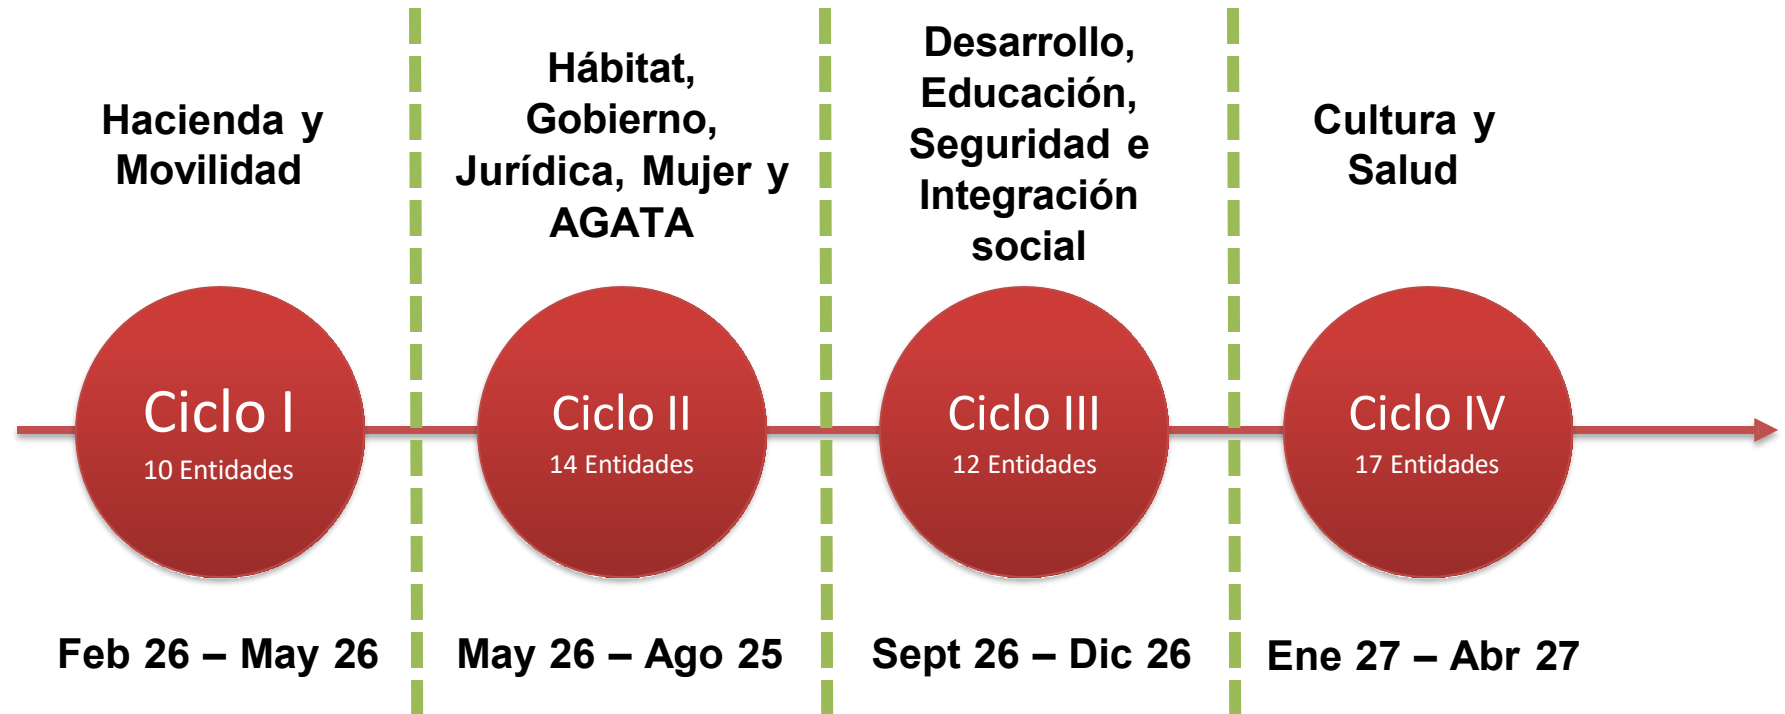 Hacienda y
Movilidad
Hábitat,
Gobierno,
Jurídica, Mujer y
AGATA
Desarrollo,
Educación,
Seguridad e
Integración
social
Cultura y
Salud
Ciclo I
10 Entidades
Ciclo II
14 Entidades
Ciclo III
12 Entidades
Ciclo IV
17 Entidades
Feb 26 – May 26
May 26 – Ago 25
Sept 26 – Dic 26
Ene 27 – Abr 27